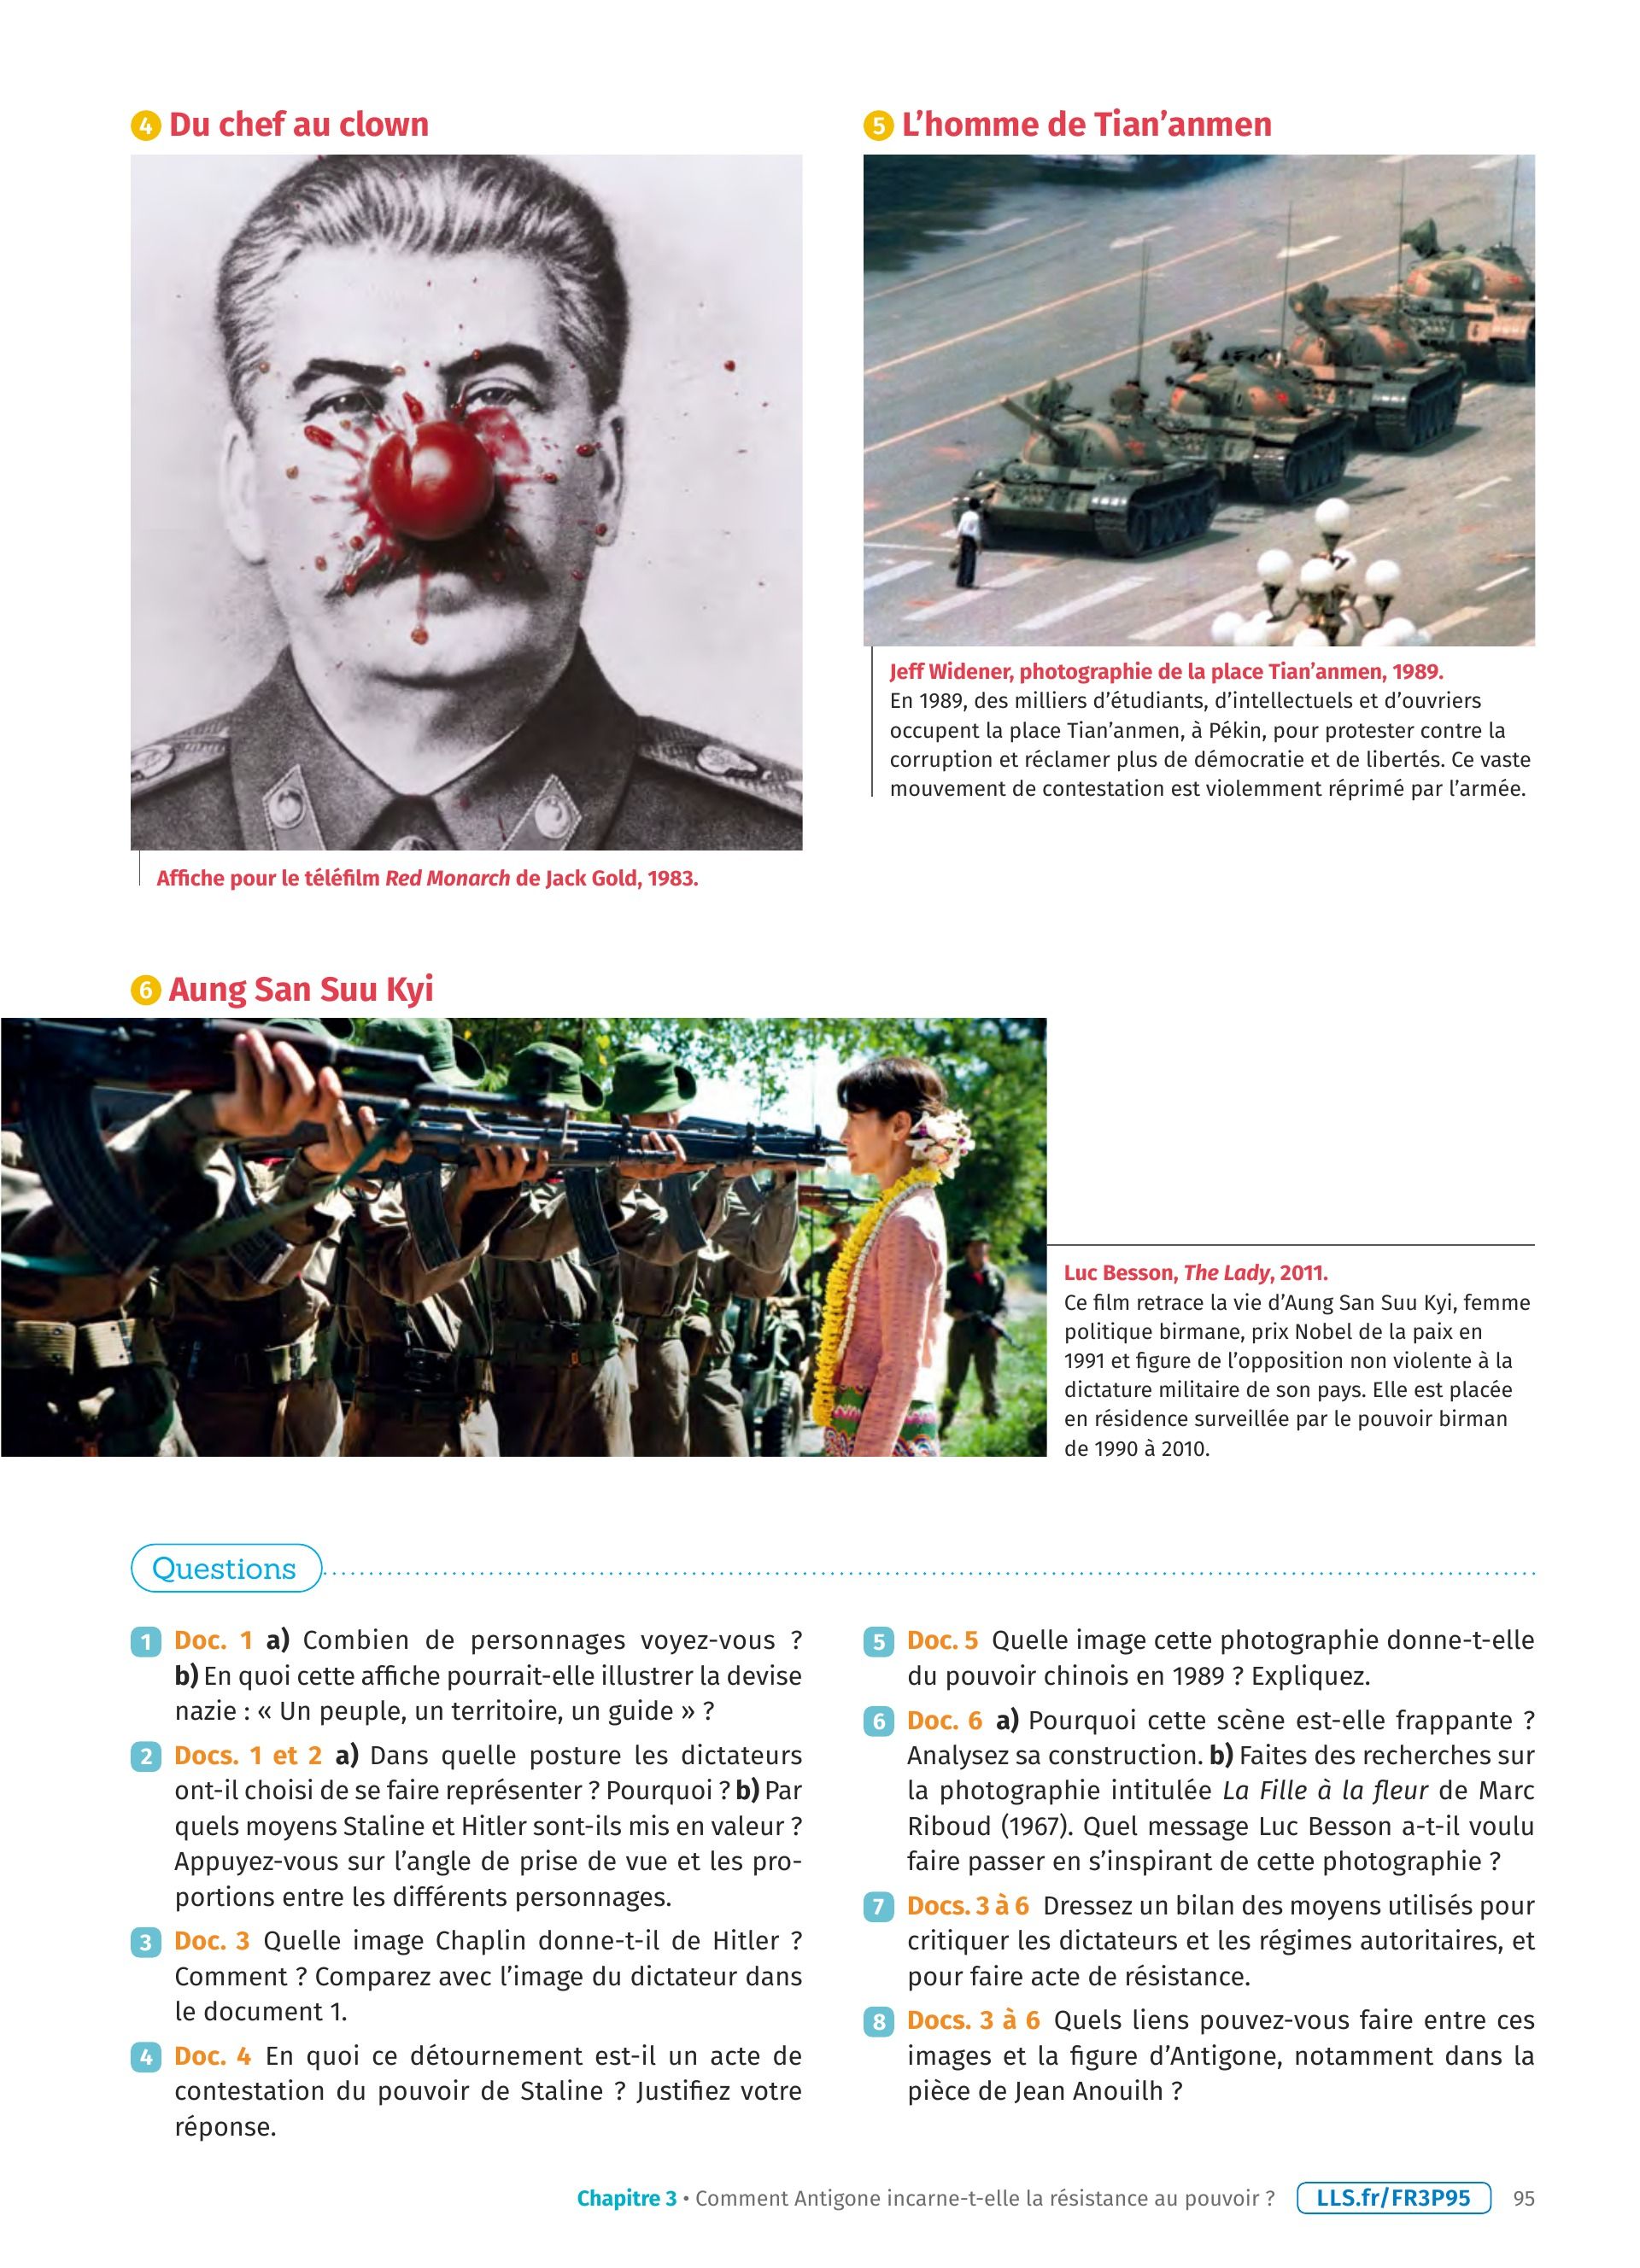 4 Du chef au clown
Affiche pour le téléfilm Red Monarch de Jack Gold, 1983.
5 L’homme de Tian’anmen
Jeff Widener, photographie de la place Tian’anmen, 1989.
En 1989, des milliers d’étudiants, d’intellectuels et d’ouvriers
occupent la place Tian’anmen, à Pékin, pour protester contre la
corruption et réclamer plus de démocratie et de libertés. Ce vaste
mouvement de contestation est violemment réprimé par l’armée.
6 Aung San Suu Kyi
Luc Besson, The Lady, 2011.
Ce film retrace la vie d’Aung San Suu Kyi, femme
politique birmane, prix Nobel de la paix en
1991 et figure de l’opposition non violente à la
dictature militaire de son pays. Elle est placée
en résidence surveillée par le pouvoir birman
de 1990 à 2010.
Questions
1 Doc. 1 a) Combien de personnages voyez-vous ?
b) En quoi cette affiche pourrait-elle illustrer la devise
nazie : « Un peuple, un territoire, un guide » ?
2 Docs. 1 et 2 a) Dans quelle posture les dictateurs
ont-il choisi de se faire représenter ? Pourquoi ? b) Par
quels moyens Staline et Hitler sont-ils mis en valeur ?
Appuyez-vous sur l’angle de prise de vue et les pro-
portions entre les différents personnages.
3 Doc. 3 Quelle image Chaplin donne-t-il de Hitler ?
Comment ? Comparez avec l’image du dictateur dans
le document 1.
4 Doc. 4 En quoi ce détournement est-il un acte de
contestation du pouvoir de Staline ? Justifiez votre
réponse.
5 Doc. 5 Quelle image cette photographie donne-t-elle
du pouvoir chinois en 1989 ? Expliquez.
6 Doc. 6 a) Pourquoi cette scène est-elle frappante ?
Analysez sa construction. b) Faites des recherches sur
la photographie intitulée La Fille à la fleur de Marc
Riboud (1967). Quel message Luc Besson a-t-il voulu
faire passer en s’inspirant de cette photographie ?
7 Docs. 3 à 6 Dressez un bilan des moyens utilisés pour
critiquer les dictateurs et les régimes autoritaires, et
pour faire acte de résistance.
8 Docs. 3 à 6 Quels liens pouvez-vous faire entre ces
images et la figure d’Antigone, notamment dans la
pièce de Jean Anouilh ?
Chapitre 3 • Comment Antigone incarne-t-elle la résistance au pouvoir ? LLS.fr/FR3P95 95